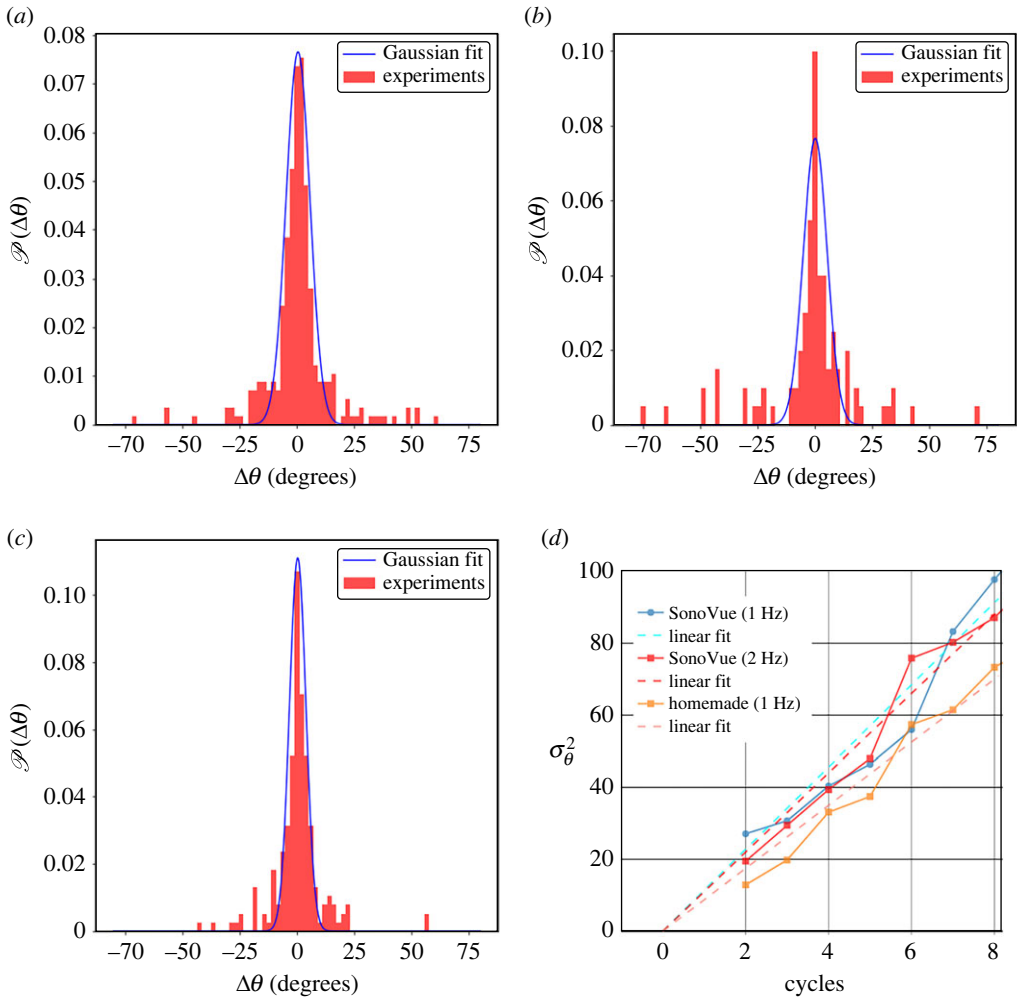 (a)
0.08
0.07
0.06
0.05
0.04
0.03
0.02
0.01
0
𝒫(Δθ)
Gaussian fit
experiments
−70 −50 −25 0 25 50 75
Δθ (degrees)
(b)
0.10
0.08
0.06
0.04
0.02
0
𝒫(Δθ)
Gaussian fit
experiments
−70 −50 −25 0 25 50 75
Δθ (degrees)
(c)
0.10
0.08
0.06
0.04
0.02
0
𝒫(Δθ)
Gaussian fit
experiments
−70 −50 −25 0 25 50 75
Δθ (degrees)
(d)
100
80
60
40
20
0
σ²θ
SonoVue (1 Hz)
linear fit
SonoVue (2 Hz)
linear fit
homemade (1 Hz)
linear fit
0 2 4 6 8
cycles